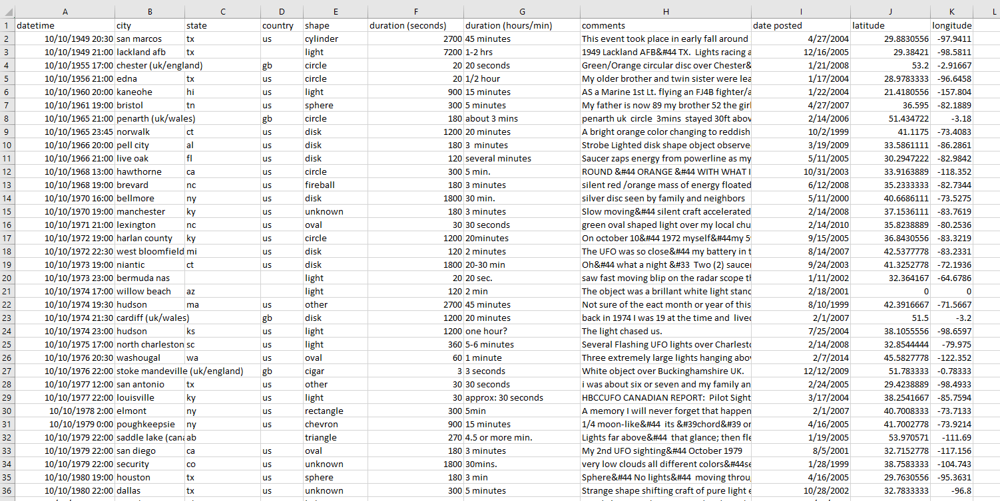 A B C D E F G H I J K L
1 datetime city state country shape duration (seconds) duration (hours/min) comments date posted latitude longitude
2 10/10/1949 20:30 san marcos tx us cylinder 2700 45 minutes This event took place in early fall around 4/27/2004 29.8830556 -97.9411
3 10/10/1949 21:00 lackland afb tx light 7200 1-2 hrs 1949 Lackland AFB&#44 TX.  Lights racing a 12/16/2005 29.38421 -98.5811
4 10/10/1955 17:00 chester (uk/england) gb circle 20 20 seconds Green/Orange circular disc over Chester& 1/21/2008 53.2 -2.91667
5 10/10/1956 21:00 edna tx us circle 20 1/2 hour My older brother and twin sister were lea 1/17/2004 28.9783333 -96.6458
6 10/10/1960 20:00 kaneohe hi us light 900 15 minutes AS a Marine 1st Lt. flying an FJ4B fighter/a 1/22/2004 21.4180556 -157.804
7 10/10/1961 19:00 bristol tn us sphere 300 5 minutes My father is now 89 my brother 52 the girl 4/27/2007 36.595 -82.1889
8 10/10/1965 21:00 penarth (uk/wales) gb circle 180 about 3 mins penarth uk  circle  3mins  stayed 30ft abov 2/14/2006 51.434722 -3.18
9 10/10/1965 23:45 norwalk ct us disk 1200 20 minutes A bright orange color changing to reddish 10/2/1999 41.1175 -73.4083
10 10/10/1966 20:00 pell city al us disk 180 3  minutes Strobe Lighted disk shape object observe 3/19/2009 33.5861111 -86.2861
11 10/10/1966 21:00 live oak fl us disk 120 several minutes Saucer zaps energy from powerline as my 5/11/2005 30.2947222 -82.9842
12 10/10/1968 13:00 hawthorne ca us circle 300 5 min. ROUND &#44 ORANGE &#44 WITH WHAT I 10/31/2003 33.9163889 -118.352
13 10/10/1968 19:00 brevard nc us fireball 180 3 minutes silent red /orange mass of energy floated 6/12/2008 35.2333333 -82.7344
14 10/10/1970 16:00 bellmore ny us disk 1800 30 min. silver disc seen by family and neighbors 5/11/2000 40.6686111 -73.5275
15 10/10/1970 19:00 manchester ky us unknown 180 3 minutes Slow moving&#44 silent craft accelerated 2/14/2008 37.1536111 -83.7619
16 10/10/1971 21:00 lexington nc us oval 30 30 seconds green oval shaped light over my local chu 2/14/2010 35.8238889 -80.2536
17 10/10/1972 19:00 harlan county ky us circle 1200 20minutes On october 10&#44 1972 myself&#44my 5 9/15/2005 36.8430556 -83.3219
18 10/10/1972 22:30 west bloomfield mi us disk 120 2 minutes The UFO was so close&#44 my battery in t 8/14/2007 42.5377778 -83.2331
19 10/10/1973 19:00 niantic ct us disk 1800 20-30 min Oh&#44 what a night &#33  Two (2) saucer 9/24/2003 41.3252778 -72.1936
20 10/10/1973 23:00 bermuda nas light 20 20 sec. saw fast moving blip on the radar scope th 1/11/2002 32.364167 -64.6786
21 10/10/1974 17:00 willow beach az light 120 2 min The object was a brillant white light stand 2/18/2001 0 0
22 10/10/1974 19:30 hudson ma us other 2700 45 minutes Not sure of the eact month or year of this 8/10/1999 42.3916667 -71.5667
23 10/10/1974 21:30 cardiff (uk/wales) gb disk 1200 20 minutes back in 1974 I was 19 at the time and  lived 2/1/2007 51.5 -3.2
24 10/10/1974 23:00 hudson ks us light 1200 one hour? The light chased us. 7/25/2004 38.1055556 -98.6597
25 10/10/1975 17:00 north charleston sc us light 360 5-6 minutes Several Flashing UFO lights over Charlest 2/14/2008 32.8544444 -79.975
26 10/10/1976 20:30 washougal wa us oval 60 1 minute Three extremely large lights hanging abov 2/7/2014 45.5827778 -122.352
27 10/10/1976 22:00 stoke mandeville (uk/england) gb cigar 3 3 seconds White object over Buckinghamshire UK. 12/12/2009 51.783333 -0.78333
28 10/10/1977 12:00 san antonio tx us other 30 30 seconds i was about six or seven and my family an 2/24/2005 29.4238889 -98.4933
29 10/10/1977 22:00 louisville ky us light 30 approx: 30 seconds HBCCUFO CANADIAN REPORT:  Pilot Sight 3/17/2004 38.2541667 -85.7594
30 10/10/1978 2:00 elmont ny us rectangle 300 5min A memory I will never forget that happen 2/1/2007 40.7008333 -73.7133
31 10/10/1979 0:00 poughkeepsie ny us chevron 900 15 minutes 1/4 moon-like&#44  its &#39chord&#39 or 4/16/2005 41.7002778 -73.9214
32 10/10/1979 22:00 saddle lake (cana ab triangle 270 4.5 or more min. Lights far above&#44  that glance; then fle 1/19/2005 53.970571 -111.69
33 10/10/1979 22:00 san diego ca us oval 180 3 minutes My 2nd UFO sighting&#44 October 1979 8/5/2001 32.7152778 -117.156
34 10/10/1979 22:00 security co us unknown 1800 30mins. very low clouds all different colors&#44se 1/28/1999 38.7583333 -104.743
35 10/10/1980 19:00 houston tx us sphere 180 3 min Sphere&#44 No lights&#44  moving throu 4/16/2005 29.7630556 -95.3631
36 10/10/1980 22:00 dallas tx us unknown 300 5 minutes Strange shape shifting craft of pure light e 10/28/2002 32.7833333 -96.8